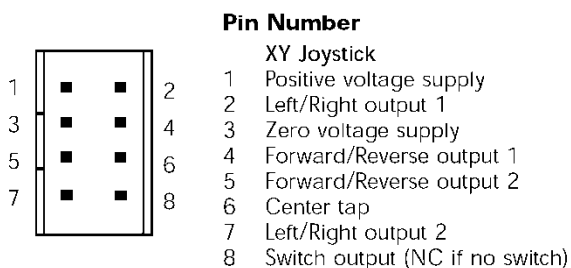 Pin Number
XY Joystick
1 Positive voltage supply
2 Left/Right output 1
3 Zero voltage supply
4 Forward/Reverse output 1
5 Forward/Reverse output 2
6 Center tap
7 Left/Right output 2
8 Switch output (NC if no switch)
1 2
3 4
5 6
7 8